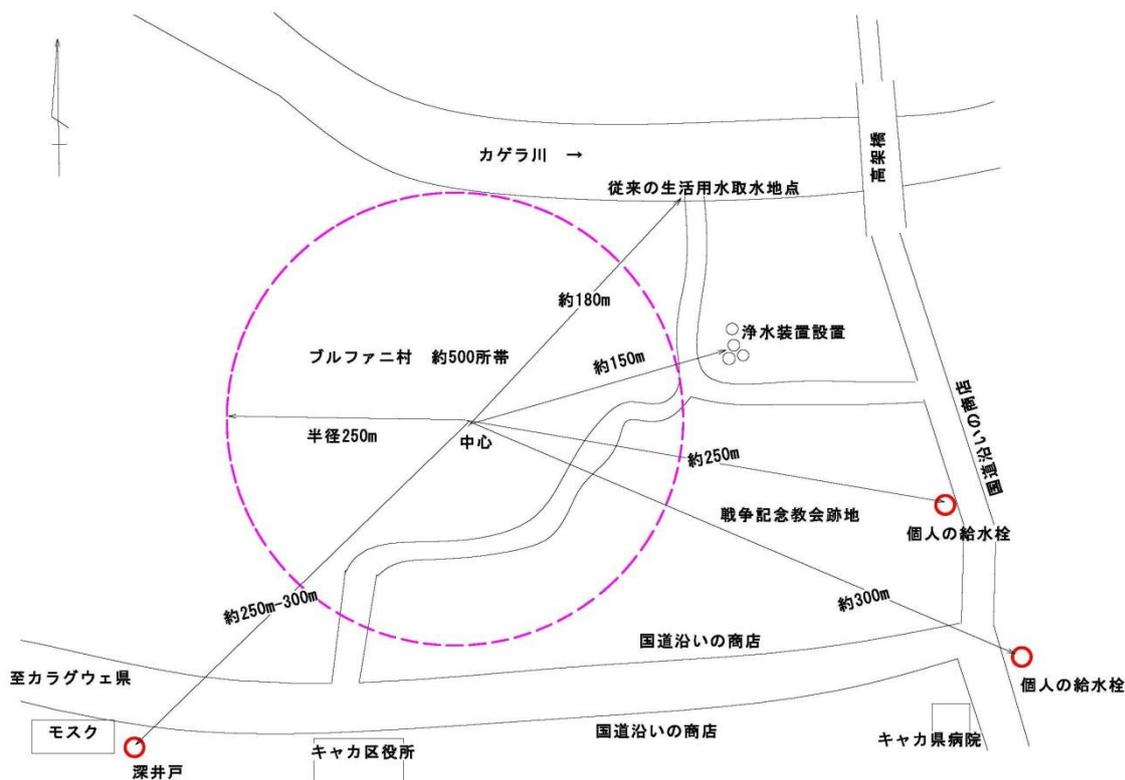 カゲラ川 →
従来の生活用水取水地点
高架橋
約180m
浄水装置設置
ブルファニ村 約500所帯
約150m
国道沿いの商店
半径250m
中心
約250m
戦争記念教会跡地
個人の給水栓
約250m-300m
約300m
国道沿いの商店
至カラグウェ県
個人の給水栓
モスク
国道沿いの商店
キャカ県病院
キャカ区役所
深井戸